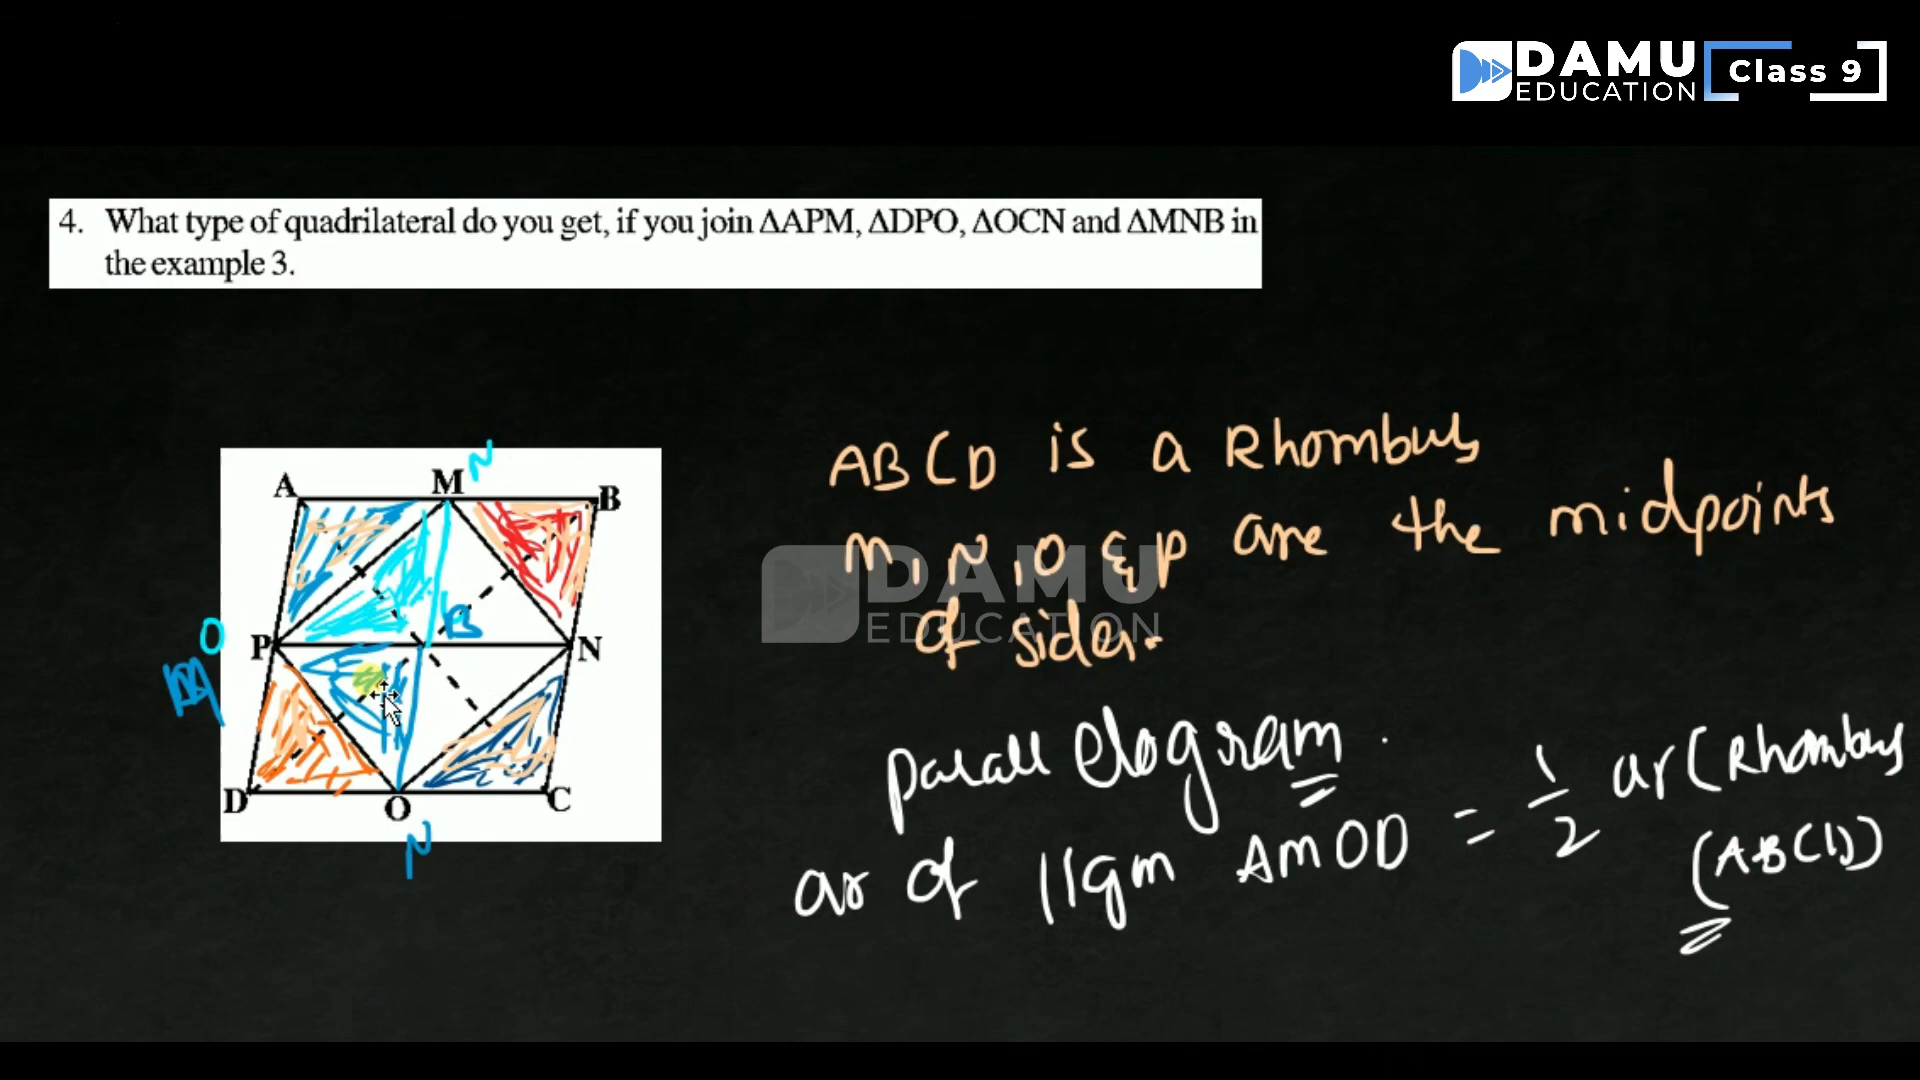 DAMU
EDUCATION
Class 9
4. What type of quadrilateral do you get, if you join ΔAPM, ΔDPO, ΔOCN and ΔMNB in
the example 3.
A M N B
O P B N
D O C
N
ABCD is a Rhombus
M, N, O & P are the midpoints
of sides.
DAMU
EDUCATION
parallelogram.
ar of ||gm AMOD = 1/2 ar (Rhombus
(ABCD)